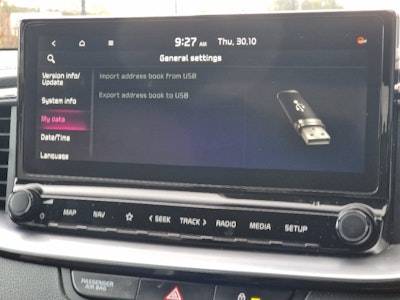 9:27 AM Thu, 30.10
General settings
Version info/
Update
Import address book from USB
System info
Export address book to USB
My data
Date/Time
Language
MAP NAV SEEK TRACK RADIO MEDIA SETUP
PASSENGER
AIR BAG